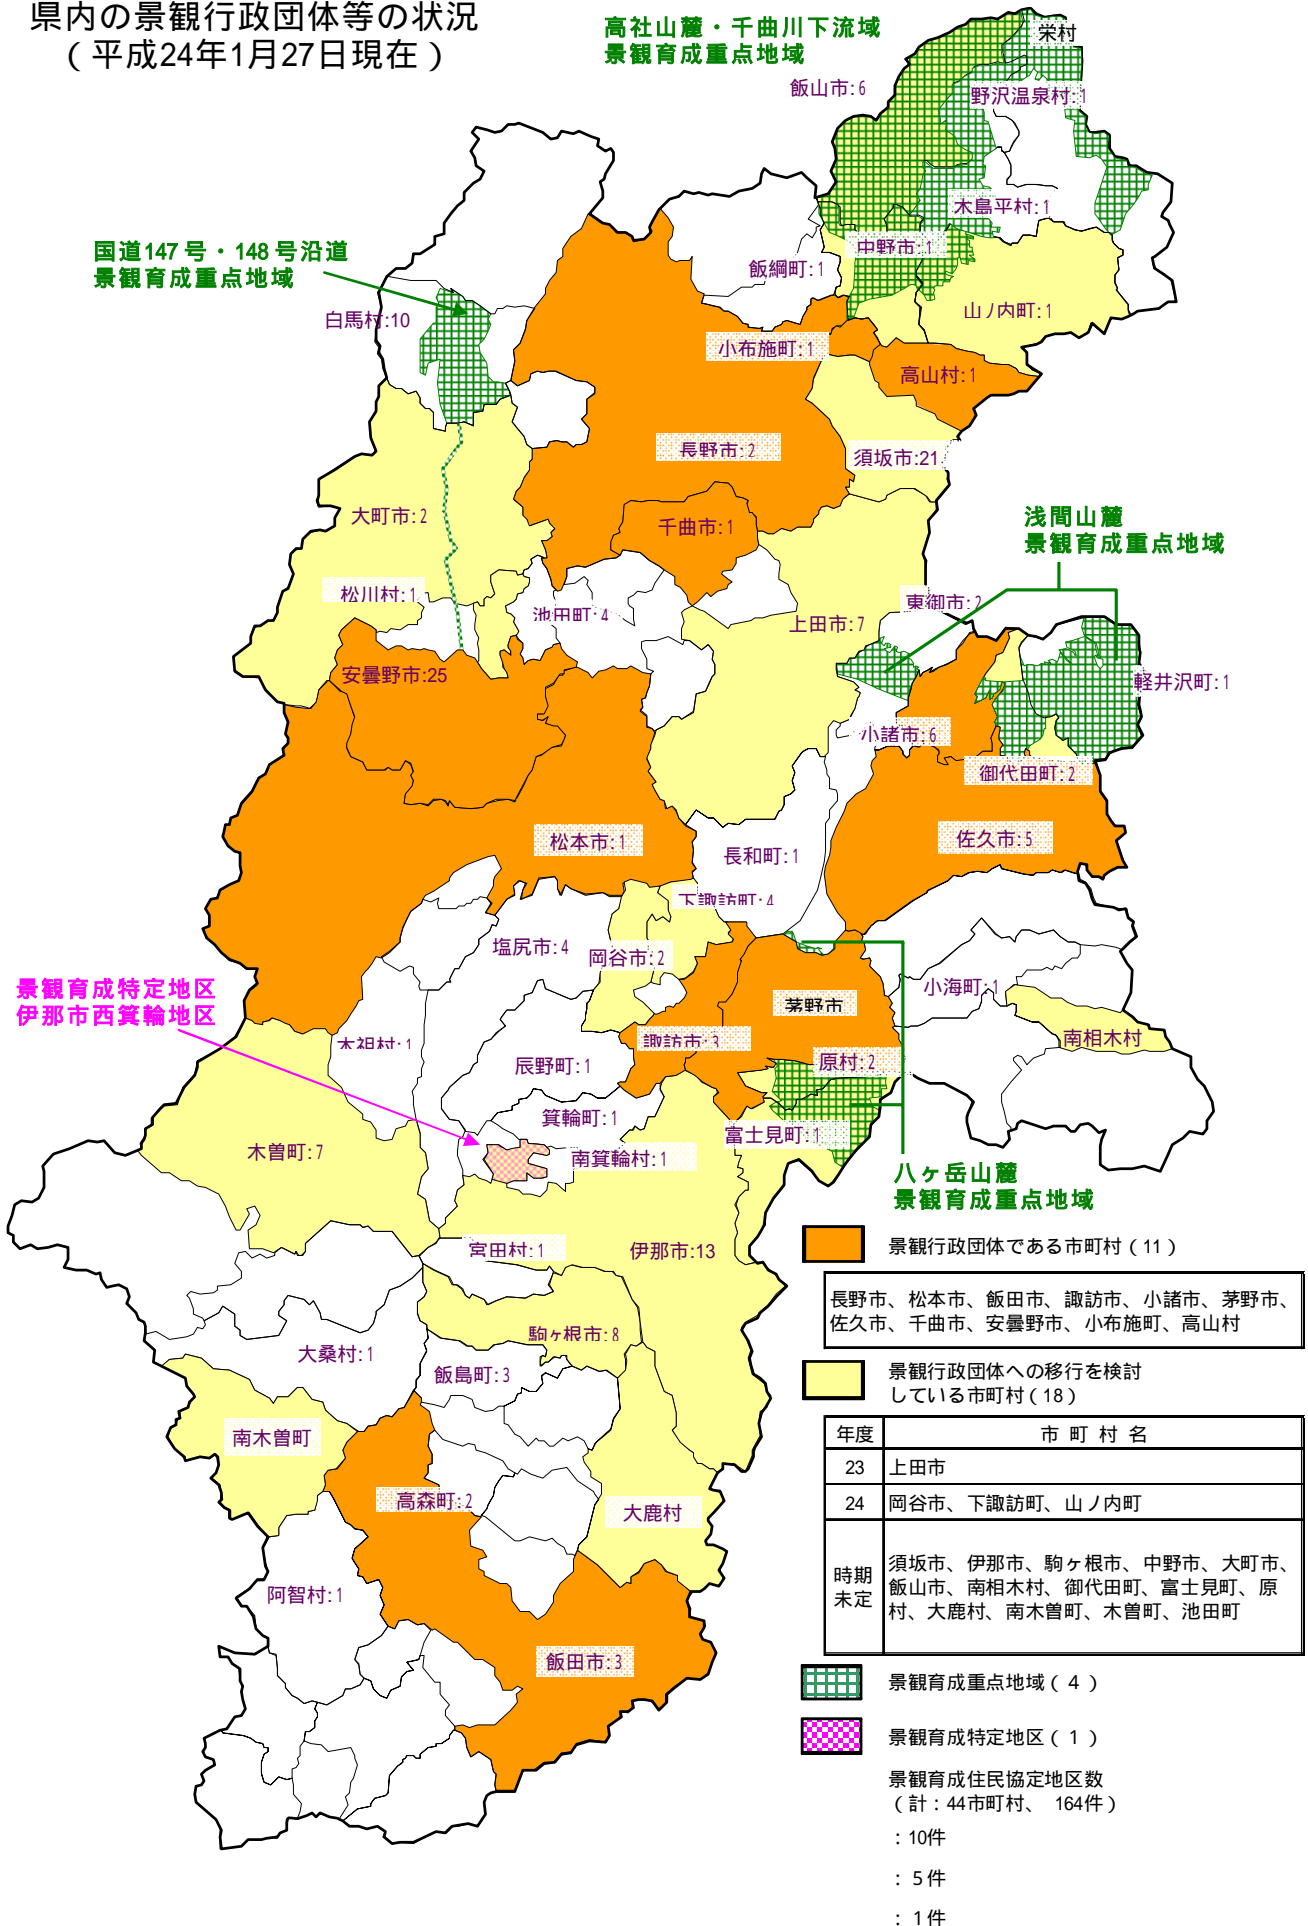 県内の景観行政団体等の状況
（平成24年1月27日現在）
高社山麓・千曲川下流域
景観育成重点地域
栄村
飯山市:6
野沢温泉村:1
木島平村:1
国道147号・148号沿道
景観育成重点地域
中野市:1
飯綱町:1
山ノ内町:1
白馬村:10
小布施町:1
高山村:1
長野市:2
須坂市:21
大町市:2
千曲市:1
浅間山麓
景観育成重点地域
松川村:1
池田町:4
東御市:2
上田市:7
安曇野市:25
軽井沢町:1
小諸市:6
御代田町:2
松本市:1
長和町:1
佐久市:5
下諏訪町:4
塩尻市:4
岡谷市:2
景観育成特定地区
伊那市西箕輪地区
小海町:1
茅野市
木祖村:1
諏訪市:3
南相木村
辰野町:1
原村:2
箕輪町:1
富士見町:1
木曽町:7
南箕輪村:1
八ヶ岳山麓
景観育成重点地域
宮田村:1
伊那市:13
景観行政団体である市町村（11）
長野市、松本市、飯田市、諏訪市、小諸市、茅野市、
佐久市、千曲市、安曇野市、小布施町、高山村
駒ヶ根市:8
大桑村:1
飯島町:3
景観行政団体への移行を検討
している市町村（18）
南木曽町
年度 市町村名
23 上田市
24 岡谷市、下諏訪町、山ノ内町
高森町:2
大鹿村
時期
未定
須坂市、伊那市、駒ヶ根市、中野市、大町市、
飯山市、南相木村、御代田町、富士見町、原
村、大鹿村、南木曽町、木曽町、池田町
阿智村:1
飯田市:3
景観育成重点地域（4）
景観育成特定地区（1）
景観育成住民協定地区数
（計：44市町村、 164件）
：10件
：5件
：1件